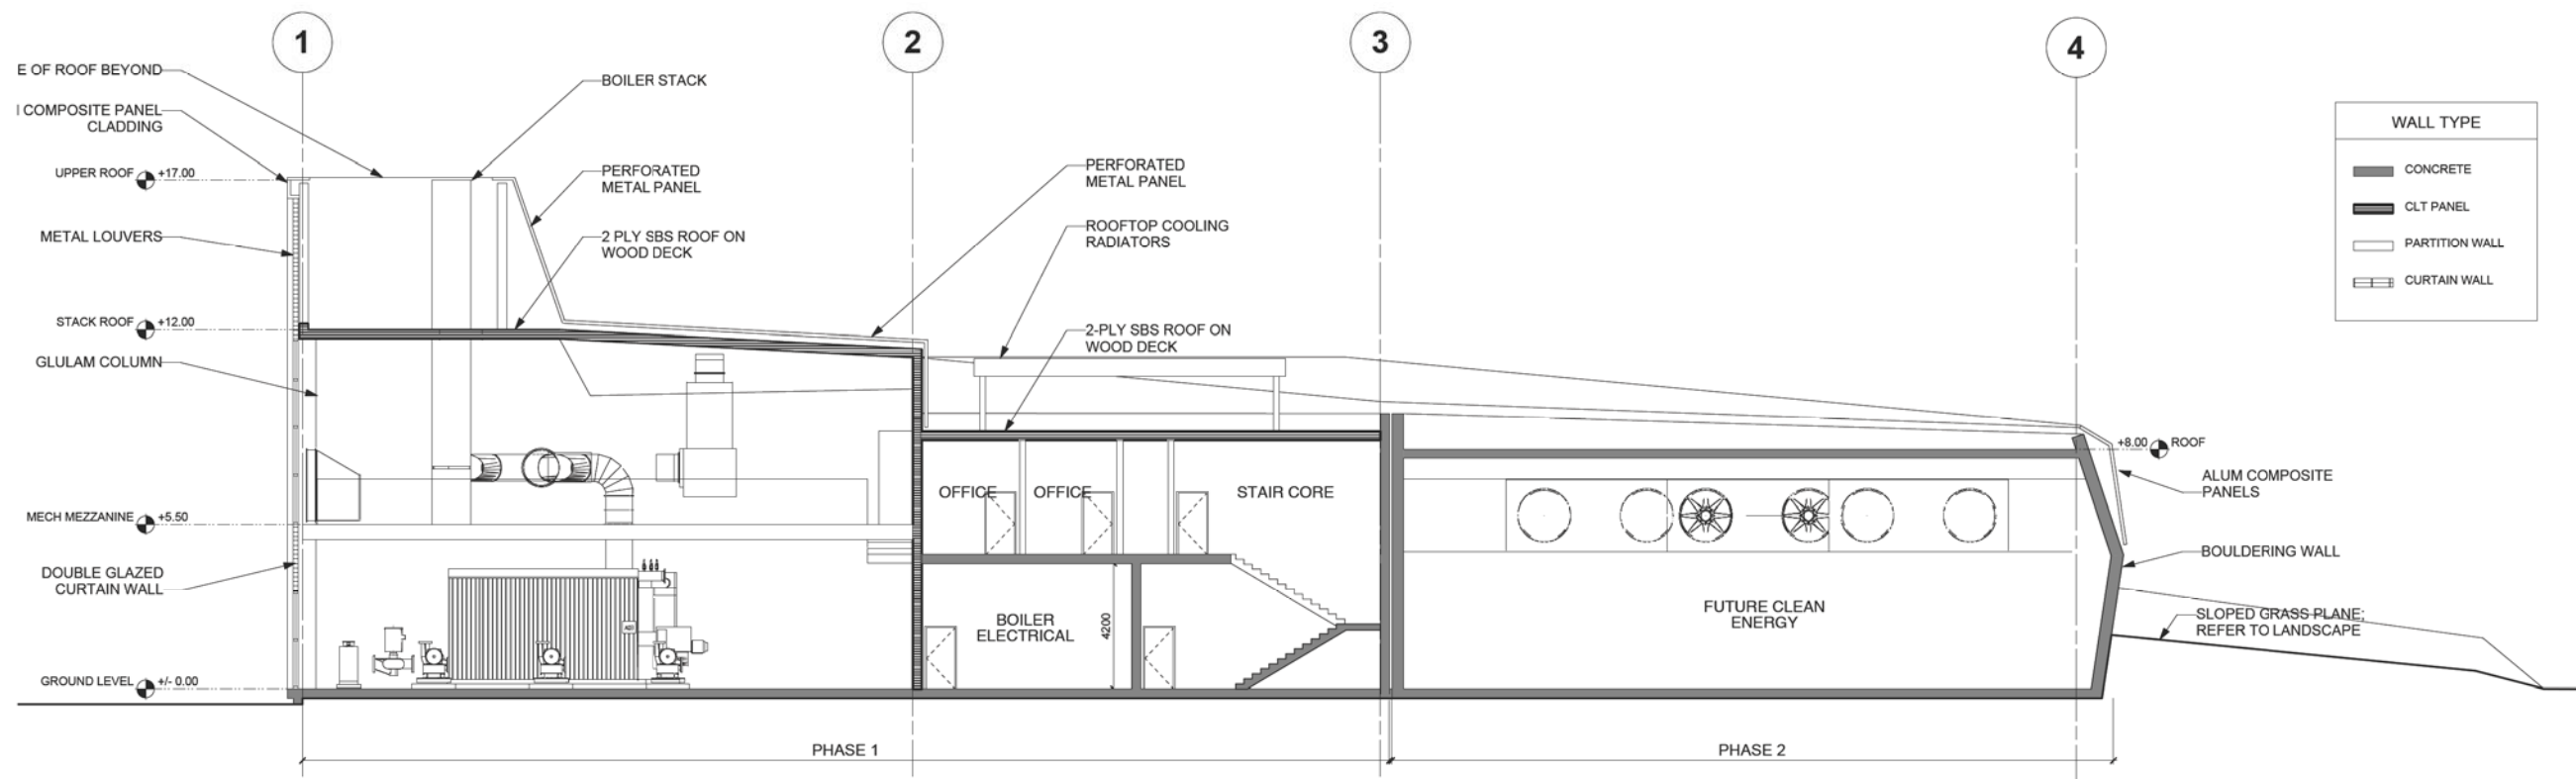 1
2
3
4
E OF ROOF BEYOND
COMPOSITE PANEL
CLADDING
UPPER ROOF +17.00
METAL LOUVERS
STACK ROOF +12.00
GLULAM COLUMN
MECH MEZZANINE +5.50
DOUBLE GLAZED
CURTAIN WALL
GROUND LEVEL +/- 0.00
BOILER STACK
PERFORATED
METAL PANEL
2 PLY SBS ROOF ON
WOOD DECK
PERFORATED
METAL PANEL
ROOFTOP COOLING
RADIATORS
2-PLY SBS ROOF ON
WOOD DECK
OFFICE
OFFICE
STAIR CORE
BOILER
ELECTRICAL
4200
FUTURE CLEAN
ENERGY
+8.00 ROOF
ALUM COMPOSITE
PANELS
BOULDERING WALL
SLOPED GRASS PLANE;
REFER TO LANDSCAPE
WALL TYPE
CONCRETE
CLT PANEL
PARTITION WALL
CURTAIN WALL
PHASE 1
PHASE 2